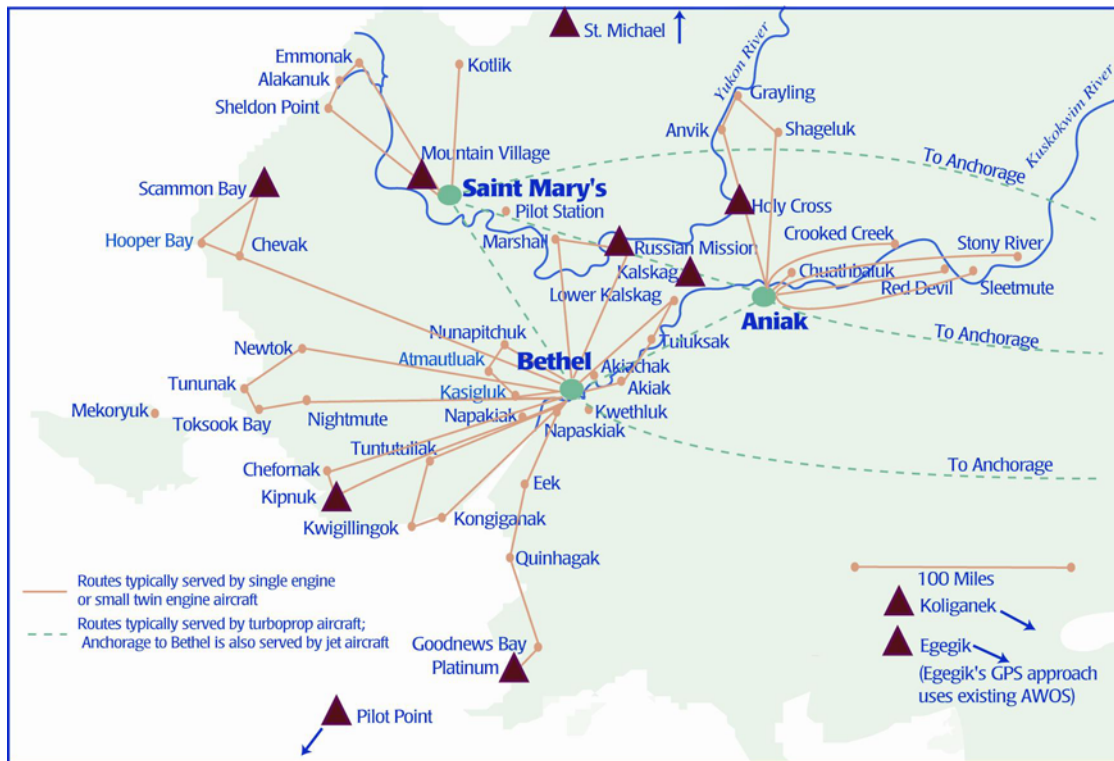 St. Michael
Emmonak
Kotlik
Alakanuk
Sheldon Point
Yukon River
Grayling
Kuskokwim River
Anvik
Shageluk
Mountain Village
To Anchorage
Scammon Bay
Saint Mary's
Holy Cross
Pilot Station
Hooper Bay
Chevak
Marshall
Russian Mission
Crooked Creek
Stony River
Kalskag
Chuathbaluk
Lower Kalskag
Red Devil
Sleetmute
Aniak
Nunapitchuk
Tuluksak
To Anchorage
Newtok
Atmautluak
Bethel
Akiachak
Tununak
Kasigluk
Akiak
Mekoryuk
Toksook Bay
Nightmute
Napakiak
Kwethluk
Napaskiak
Tuntutuliak
Chefornak
To Anchorage
Eek
Kipnuk
Kwigillingok
Kongiganak
Quinhagak
Routes typically served by single engine
or small twin engine aircraft
100 Miles
Koliganek
Routes typically served by turboprop aircraft;
Anchorage to Bethel is also served by jet aircraft
Goodnews Bay
Platinum
Egegik
(Egegik's GPS approach
uses existing AWOS)
Pilot Point